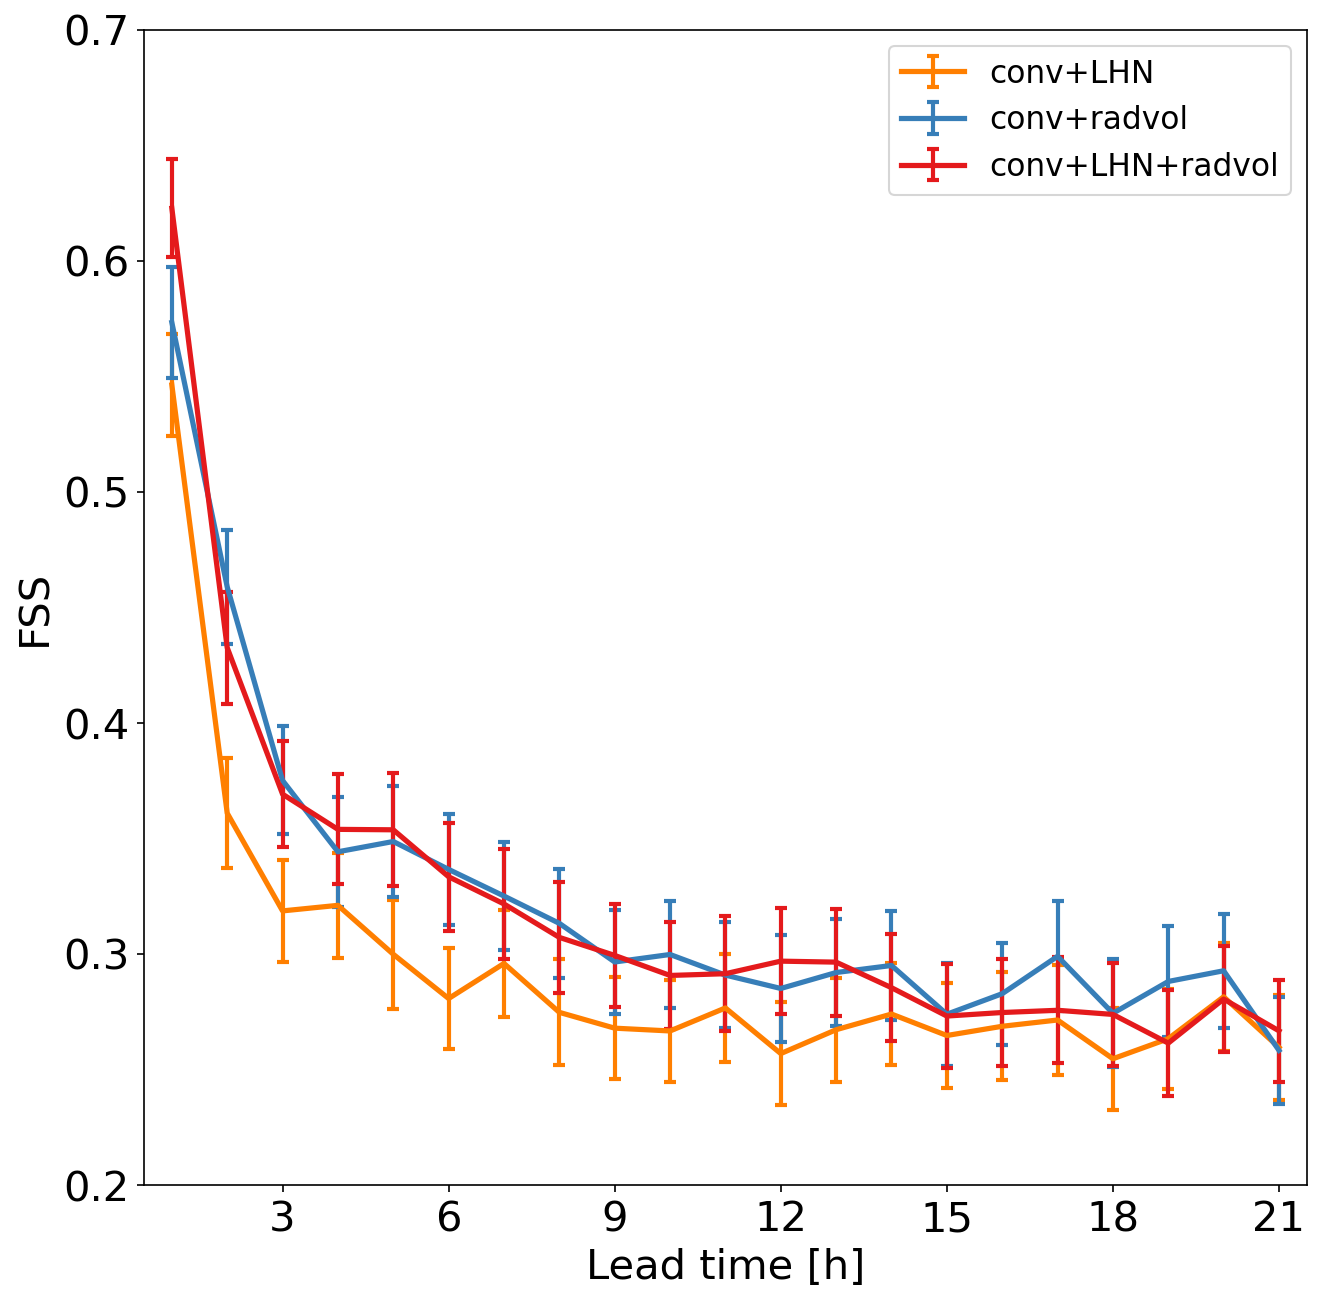 0.7
0.6
0.5
0.4
0.3
0.2
FSS
conv+LHN
conv+radvol
conv+LHN+radvol
3 6 9 12 15 18 21
Lead time [h]